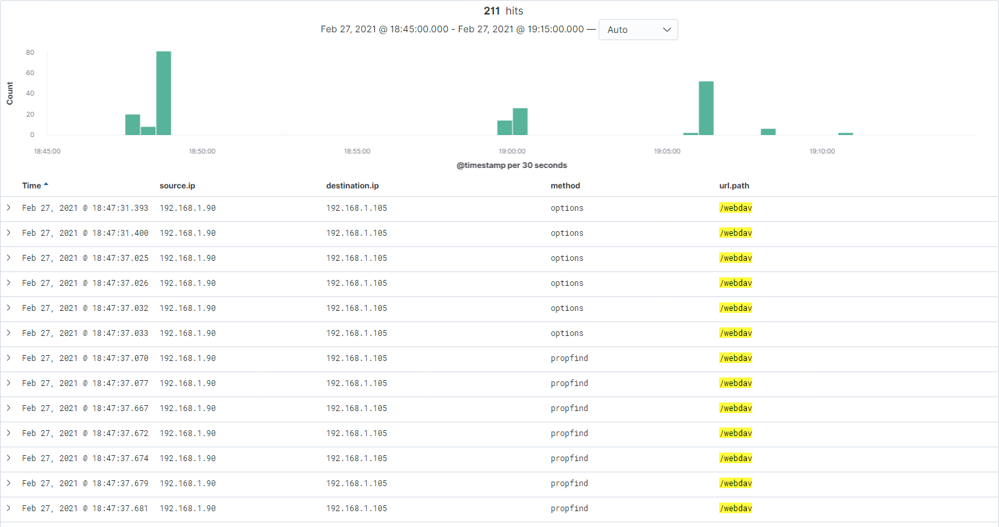 211 hits
Feb 27, 2021 @ 18:45:00.000 - Feb 27, 2021 @ 19:15:00.000 — Auto
Count
80
60
40
20
0
18:45:00 18:50:00 18:55:00 19:00:00 19:05:00 19:10:00
@timestamp per 30 seconds
Time source.ip destination.ip method url.path
Feb 27, 2021 @ 18:47:31.393 192.168.1.90 192.168.1.105 options /webdav
Feb 27, 2021 @ 18:47:31.400 192.168.1.90 192.168.1.105 options /webdav
Feb 27, 2021 @ 18:47:37.025 192.168.1.90 192.168.1.105 options /webdav
Feb 27, 2021 @ 18:47:37.026 192.168.1.90 192.168.1.105 options /webdav
Feb 27, 2021 @ 18:47:37.032 192.168.1.90 192.168.1.105 options /webdav
Feb 27, 2021 @ 18:47:37.033 192.168.1.90 192.168.1.105 options /webdav
Feb 27, 2021 @ 18:47:37.070 192.168.1.90 192.168.1.105 propfind /webdav
Feb 27, 2021 @ 18:47:37.077 192.168.1.90 192.168.1.105 propfind /webdav
Feb 27, 2021 @ 18:47:37.667 192.168.1.90 192.168.1.105 propfind /webdav
Feb 27, 2021 @ 18:47:37.672 192.168.1.90 192.168.1.105 propfind /webdav
Feb 27, 2021 @ 18:47:37.674 192.168.1.90 192.168.1.105 propfind /webdav
Feb 27, 2021 @ 18:47:37.679 192.168.1.90 192.168.1.105 propfind /webdav
Feb 27, 2021 @ 18:47:37.681 192.168.1.90 192.168.1.105 propfind /webdav